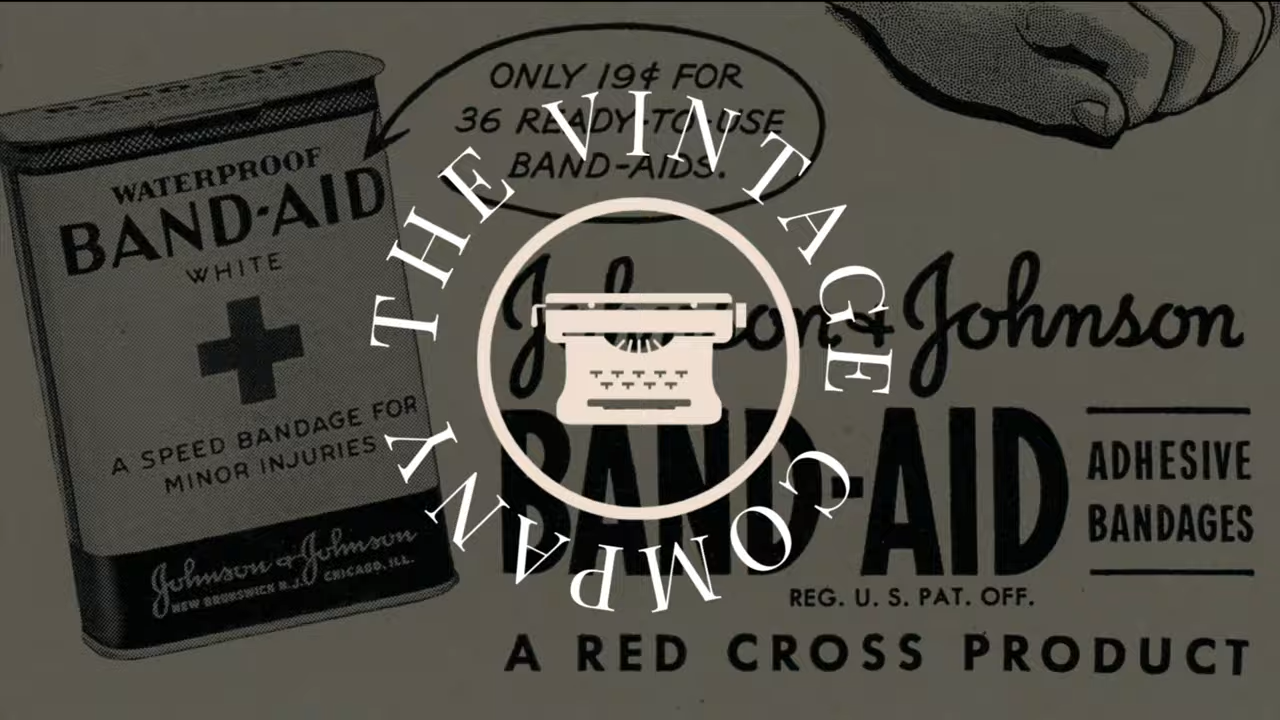 BAND-AID
WATERPROOF
BAND-AID
WHITE
A SPEED BANDAGE FOR
MINOR INJURIES
Johnson & Johnson
NEW BRUNSWICK N.J. CHICAGO, ILL.
ONLY 19¢ FOR
36 READY-TO-USE
BAND-AIDS.
THE VINTAGE COMPANY
Johnson & Johnson
BAND-AID
ADHESIVE
BANDAGES
REG. U. S. PAT. OFF.
A RED CROSS PRODUCT